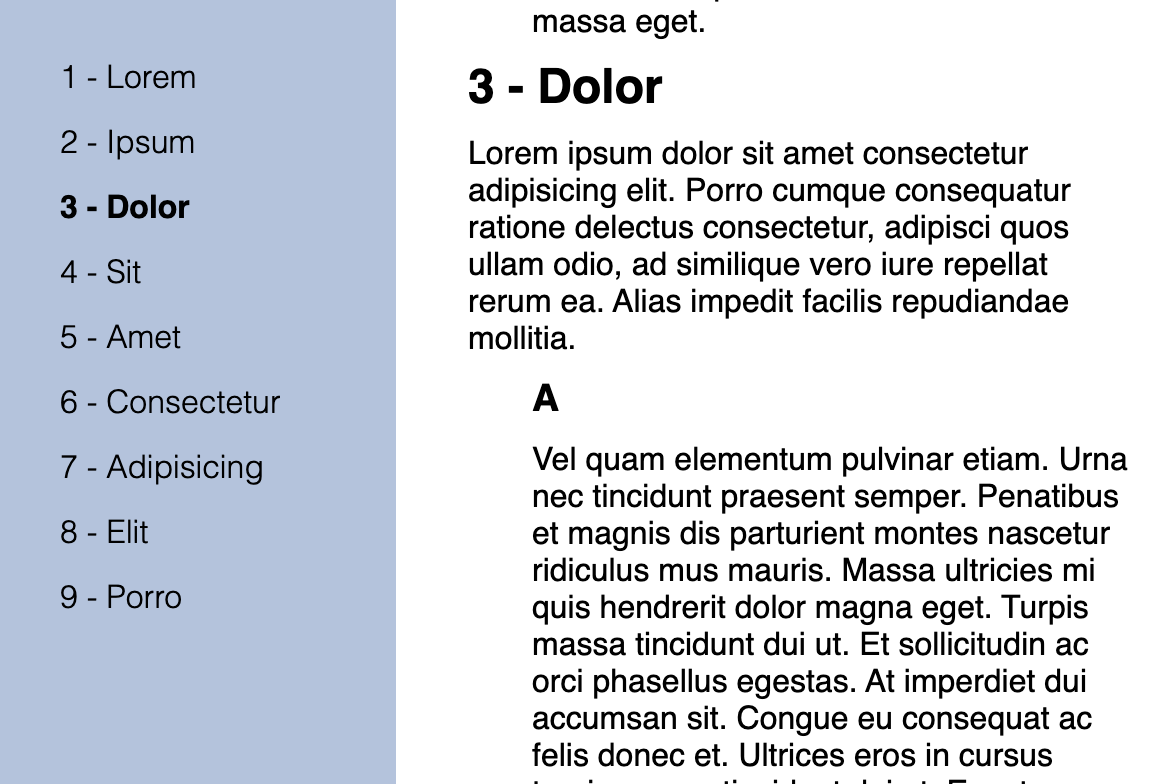 1 - Lorem
2 - Ipsum
3 - Dolor
4 - Sit
5 - Amet
6 - Consectetur
7 - Adipisicing
8 - Elit
9 - Porro
massa eget.
3 - Dolor
Lorem ipsum dolor sit amet consectetur
adipisicing elit. Porro cumque consequatur
ratione delectus consectetur, adipisci quos
ullam odio, ad similique vero iure repellat
rerum ea. Alias impedit facilis repudiandae
mollitia.
A
Vel quam elementum pulvinar etiam. Urna
nec tincidunt praesent semper. Penatibus
et magnis dis parturient montes nascetur
ridiculus mus mauris. Massa ultricies mi
quis hendrerit dolor magna eget. Turpis
massa tincidunt dui ut. Et sollicitudin ac
orci phasellus egestas. At imperdiet dui
accumsan sit. Congue eu consequat ac
felis donec et. Ultrices eros in cursus